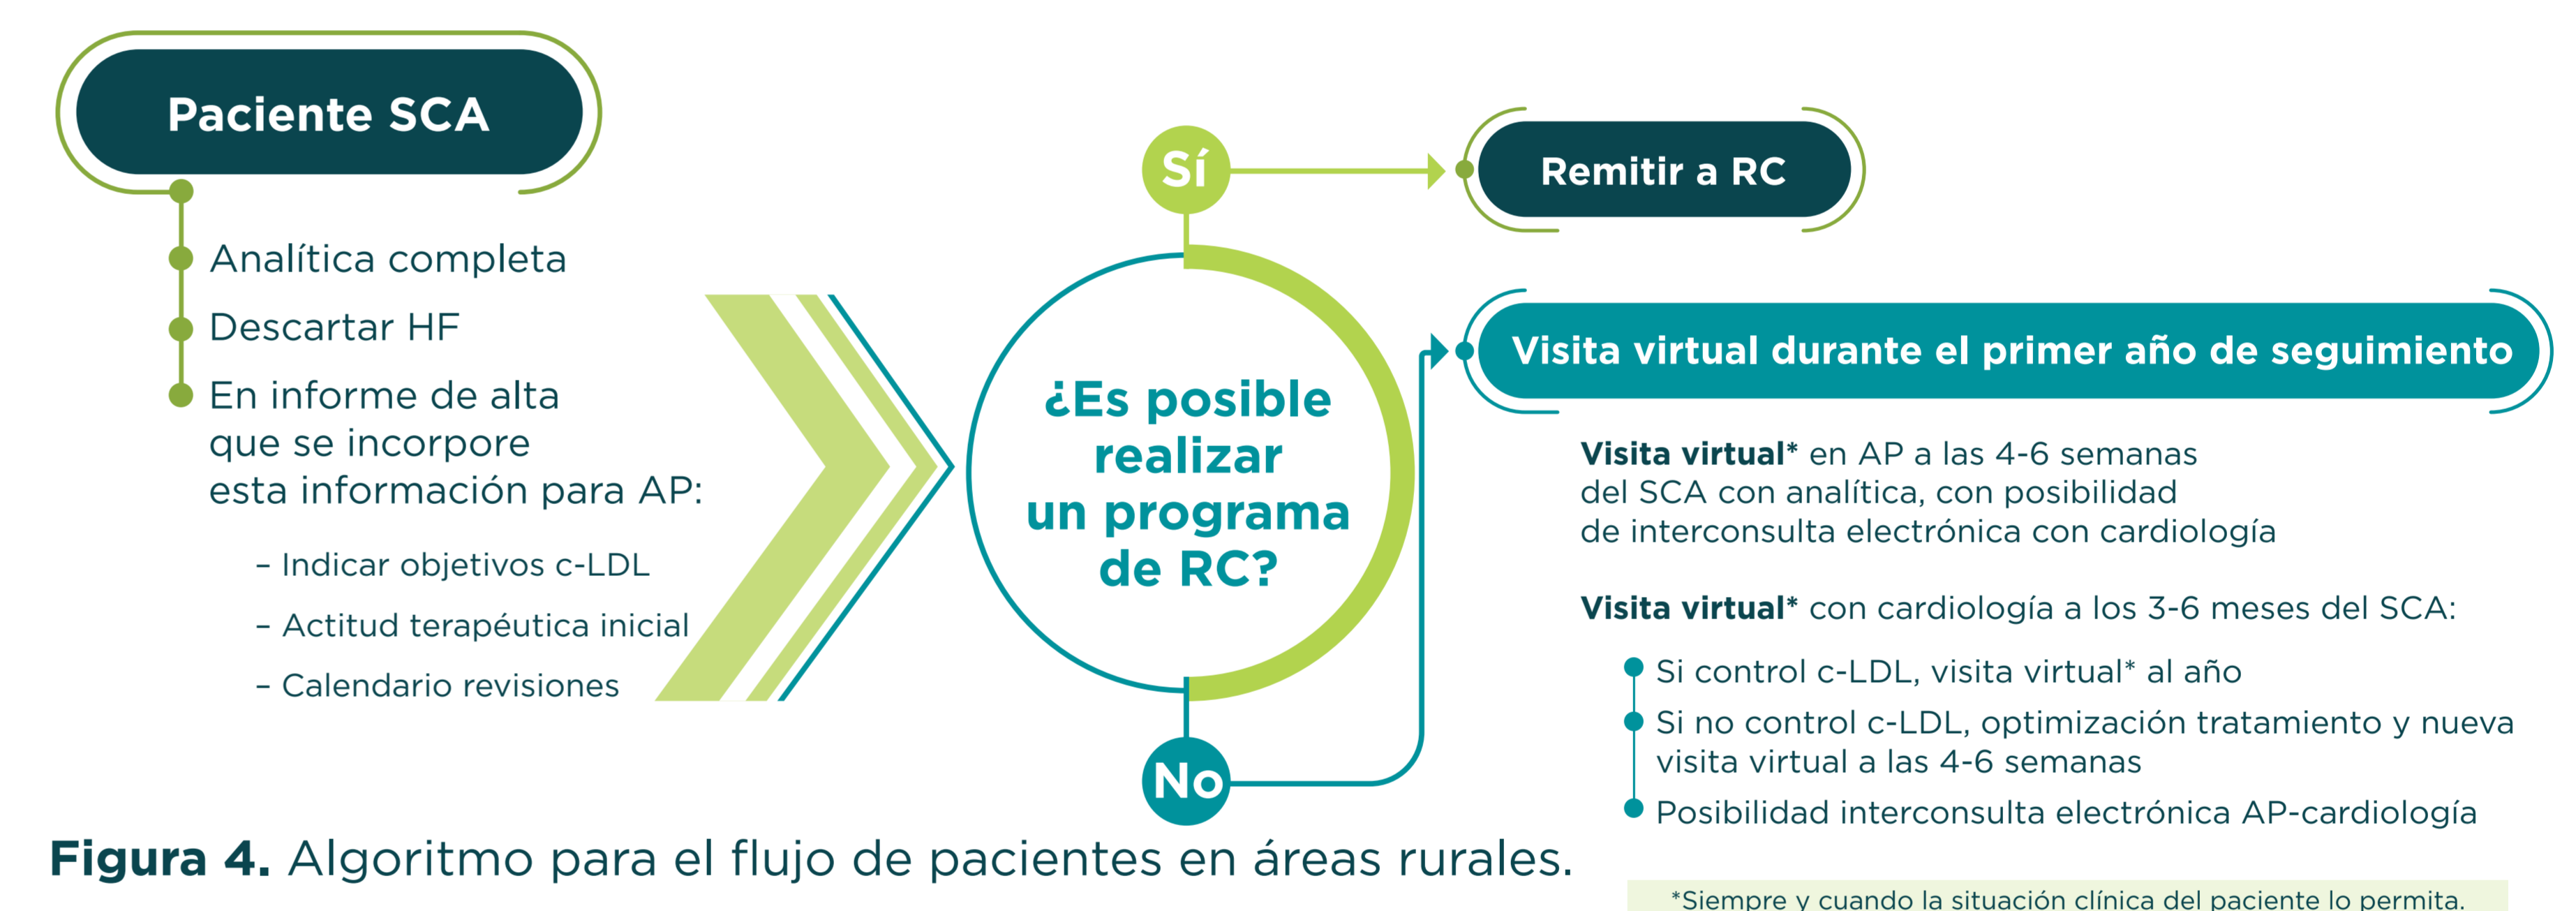 Paciente SCA
Analítica completa
Descartar HF
En informe de alta
que se incorpore
esta información para AP:
– Indicar objetivos c-LDL
– Actitud terapéutica inicial
– Calendario revisiones
¿Es posible
realizar
un programa
de RC?
Sí
Remitir a RC
No
Visita virtual durante el primer año de seguimiento
Visita virtual* en AP a las 4-6 semanas
del SCA con analítica, con posibilidad
de interconsulta electrónica con cardiología
Visita virtual* con cardiología a los 3-6 meses del SCA:
Si control c-LDL, visita virtual* al año
Si no control c-LDL, optimización tratamiento y nueva
visita virtual a las 4-6 semanas
Posibilidad interconsulta electrónica AP-cardiología
*Siempre y cuando la situación clínica del paciente lo permita.
Figura 4. Algoritmo para el flujo de pacientes en áreas rurales.